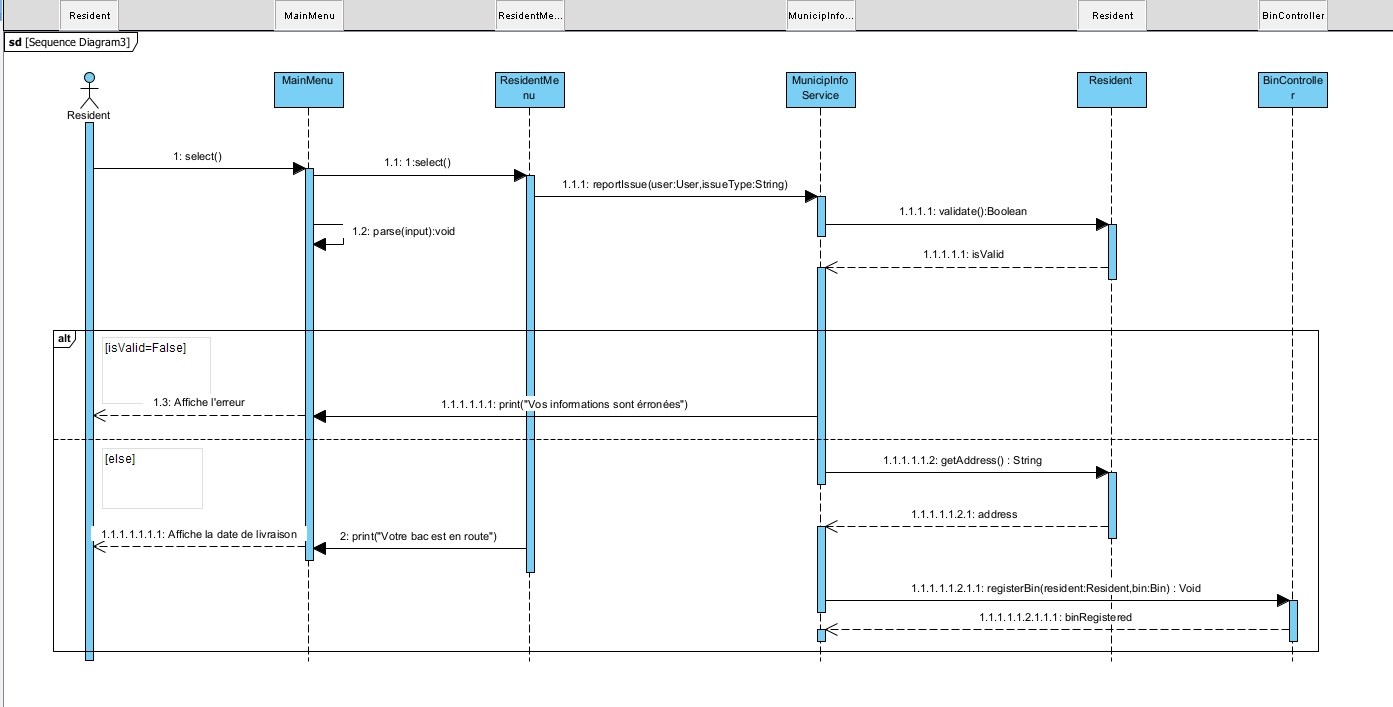 Resident
MainMenu
ResidentMe...
MunicipInfo...
Resident
BinController
sd [Sequence Diagram3]
Resident
MainMenu
ResidentMe
nu
MunicipInfo
Service
Resident
BinControlle
r
1: select()
1.1: 1:select()
1.1.1: reportIssue(user:User,issueType:String)
1.1.1.1: validate():Boolean
1.2: parse(input):void
1.1.1.1.1: isValid
alt
[isValid=False]
1.3: Affiche l'erreur
1.1.1.1.1.1: print("Vos informations sont érronées")
[else]
1.1.1.1.1.2: getAddress() : String
1.1.1.1.1.2.1: address
1.1.1.1.1.1.1: Affiche la date de livraison
2: print("Votre bac est en route")
1.1.1.1.1.2.1.1: registerBin(resident:Resident,bin:Bin) : Void
1.1.1.1.1.2.1.1.1: binRegistered